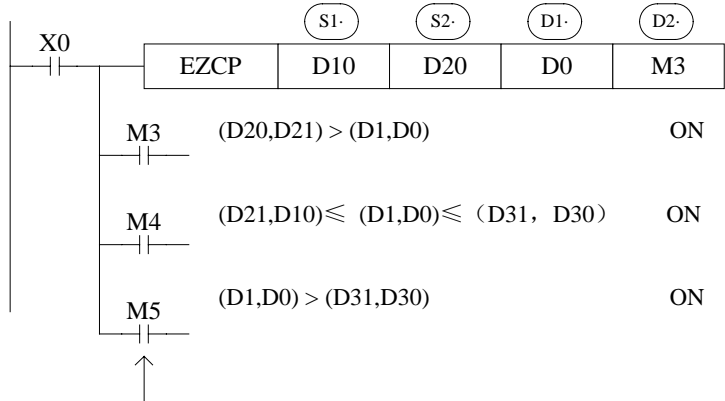 S1· S2· D1· D2·
X0
EZCP D10 D20 D0 M3
M3 (D20,D21) > (D1,D0) ON
M4 (D21,D10)≤ (D1,D0)≤（D31，D30） ON
M5 (D1,D0) > (D31,D30) ON